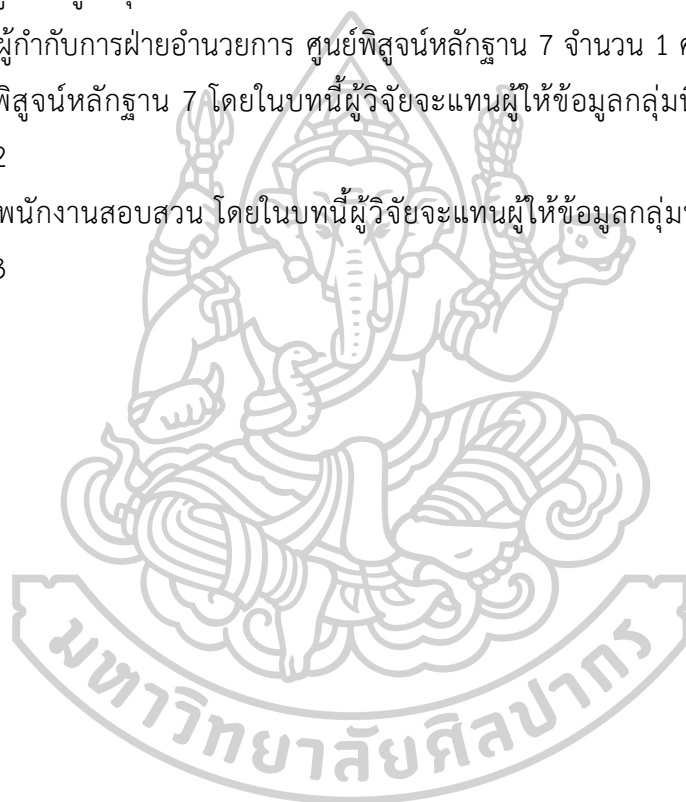 ผู้กำกับการฝ่ายอำนวยการ ศูนย์พิสูจน์หลักฐาน 7 จำนวน 1
พิสูจน์หลักฐาน 7 โดยในบทนี้ผู้วิจัยจะแทนผู้ให้ข้อมูลกลุ่ม
2
พนักงานสอบสวน โดยในบทนี้ผู้วิจัยจะแทนผู้ให้ข้อมูลกลุ่ม
3
มหาวิทยาลัยศิลปากร